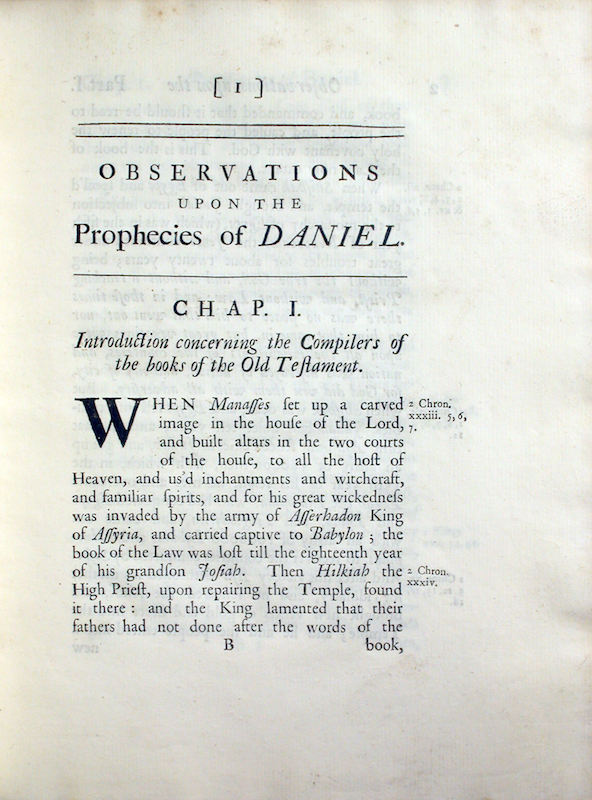 [ 1 ]
OBSERVATIONS
UPON THE
Prophecies of DANIEL.
CHAP. I.
Introduction concerning the Compilers of
the books of the Old Teſtament.
WHEN Manaſſes ſet up a carved
2 Chron.
image in the houſe of the Lord,
xxxiii. 5, 6,
7.
and built altars in the two courts
of the houſe, to all the hoſt of
Heaven, and us'd inchantments and witchcraft,
and familiar ſpirits, and for his great wickedneſs
was invaded by the army of Aſſerhadon King
of Aſſyria, and carried captive to Babylon ; the
book of the Law was loſt till the eighteenth year
of his grandſon Joſiah. Then Hilkiah the
2 Chron.
xxxiv.
High Prieſt, upon repairing the Temple, found
it there : and the King lamented that their
fathers had not done after the words of the
B
book,